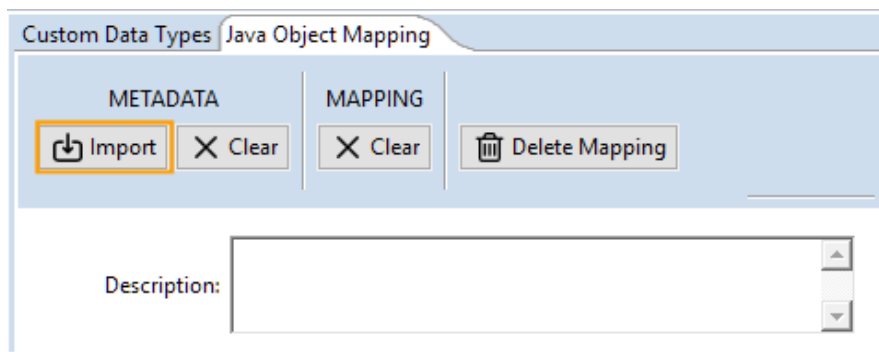 Custom Data Types Java Object Mapping
METADATA MAPPING
Import Clear Clear Delete Mapping
Description: